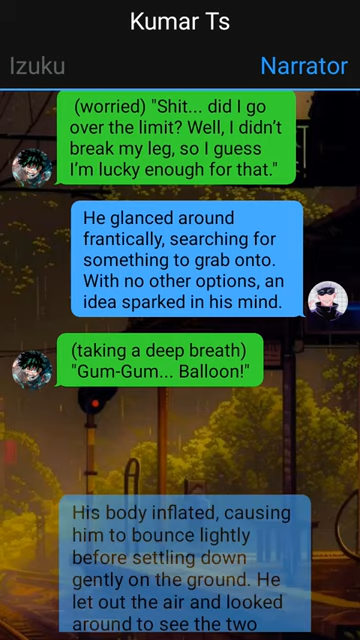 Kumar Ts
Izuku
Narrator
(worried) "Shit... did I go
over the limit? Well, I didn't
break my leg, so I guess
I'm lucky enough for that."
He glanced around
frantically, searching for
something to grab onto.
With no other options, an
idea sparked in his mind.
(taking a deep breath)
"Gum-Gum... Balloon!"
His body inflated, causing
him to bounce lightly
before settling down
gently on the ground. He
let out the air and looked
around to see the two